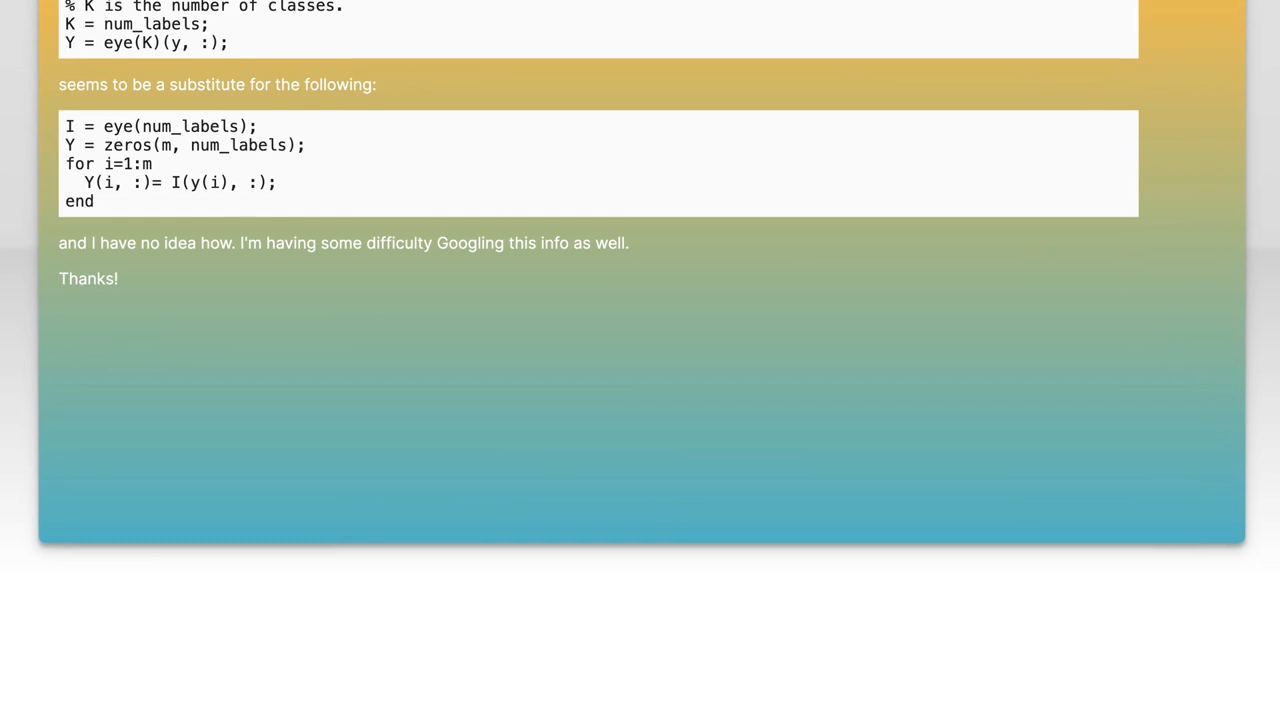 % K is the number of classes.
K = num_labels;
Y = eye(K)(y, :);
seems to be a substitute for the following:
I = eye(num_labels);
Y = zeros(m, num_labels);
for i=1:m
  Y(i, :)= I(y(i), :);
end
and I have no idea how. I'm having some difficulty Googling this info as well.
Thanks!